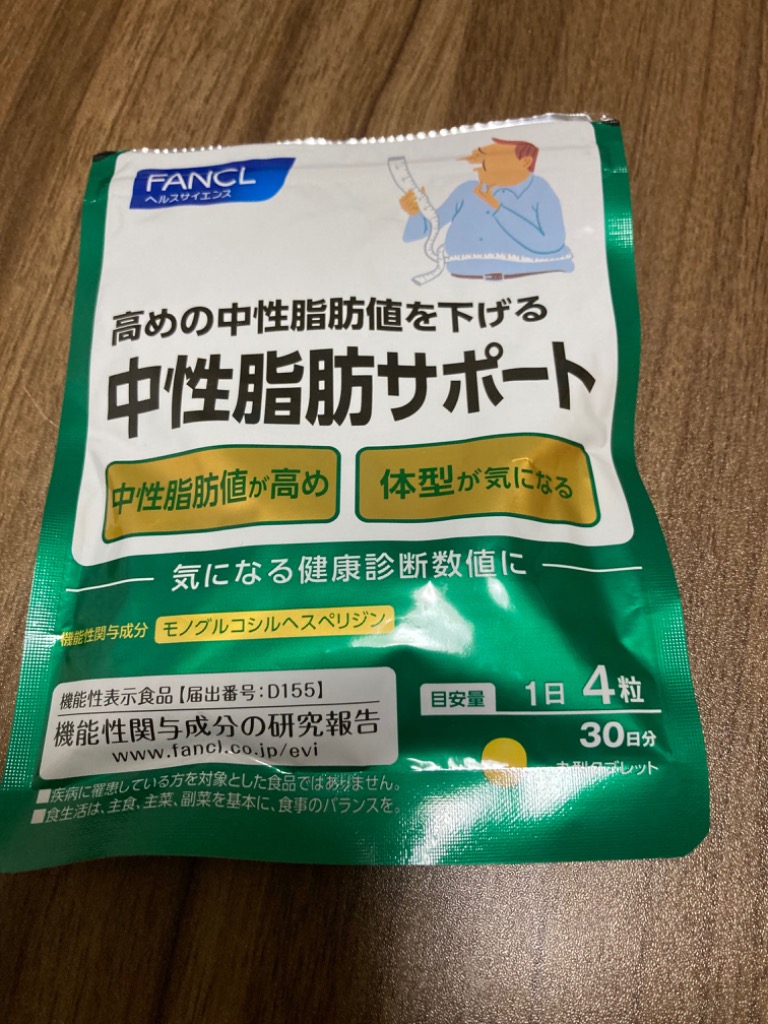 FANCL
ヘルスサイエンス
高めの中性脂肪値を下げる
中性脂肪サポート
中性脂肪値が高め
体型が気になる
気になる健康診断数値に
機能性関与成分 モノグルコシルヘスペリジン
機能性表示食品【届出番号:D155】
機能性関与成分の研究報告
www.fancl.co.jp/evi
目安量 1日 4粒
30日分
丸型タブレット
■疾病に罹患している方を対象とした食品ではありません。
■食生活は、主食、主菜、副菜を基本に、食事のバランスを。